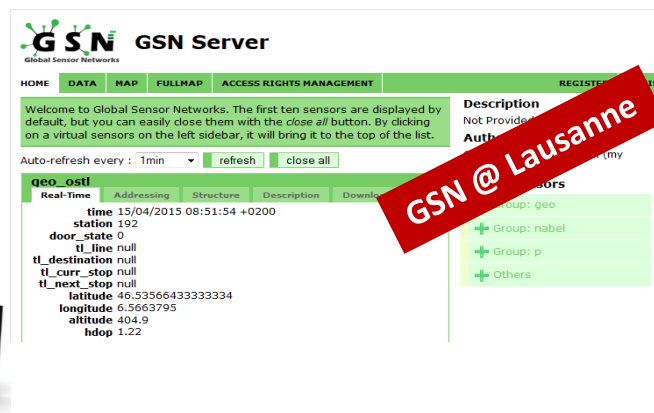 GSN
Global Sensor Networks
GSN Server
HOME DATA MAP FULLMAP ACCESS RIGHTS MANAGEMENT
Welcome to Global Sensor Networks. The first ten sensors are displayed by
default, but you can easily close them with the close all button. By clicking
on a virtual sensors on the left sidebar, it will bring it to the top of the list.
Auto-refresh every : 1min refresh close all
geo_ostl
Real-Time Addressing Structure Description
time 15/04/2015 08:51:54 +0200
station 192
door_state 0
tl_line null
tl_destination null
tl_curr_stop null
tl_next_stop null
latitude 46.53566433333334
longitude 6.5663795
altitude 404.9
hdop 1.22
Description
Not Provided
(my
Group: geo
Group: nabel
Group: p
Others
GSN @ Lausanne